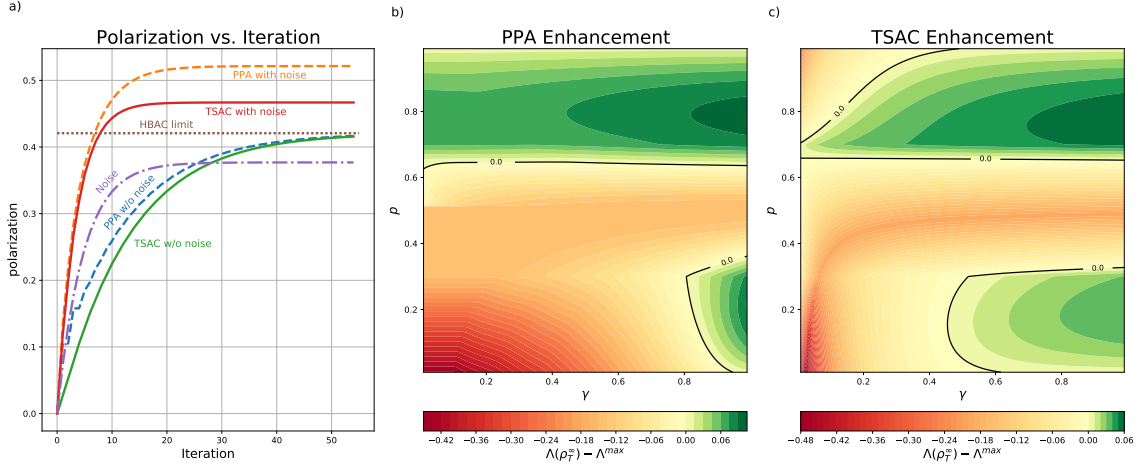 a)
Polarization vs. Iteration
polarization
0.5
0.4
0.3
0.2
0.1
0.0
PPA with noise
TSAC with noise
HBAC limit
Noise
PPA w/o noise
TSAC w/o noise
0 10 20 30 40 50
Iteration
b)
PPA Enhancement
p
0.8
0.6
0.4
0.2
0.0
0.0
0.2 0.4 0.6 0.8
γ
−0.48 −0.36 −0.30 −0.24 −0.18 −0.12 −0.06 0.00 0.06
Λ(ρ_T^∞) − Λ^max
c)
TSAC Enhancement
p
0.8
0.6
0.4
0.2
0.0
0.0
0.0
0.2 0.4 0.6 0.8
γ
−0.48 −0.36 −0.30 −0.24 −0.18 −0.12 −0.06 0.00 0.06
Λ(ρ_T^∞) − Λ^max